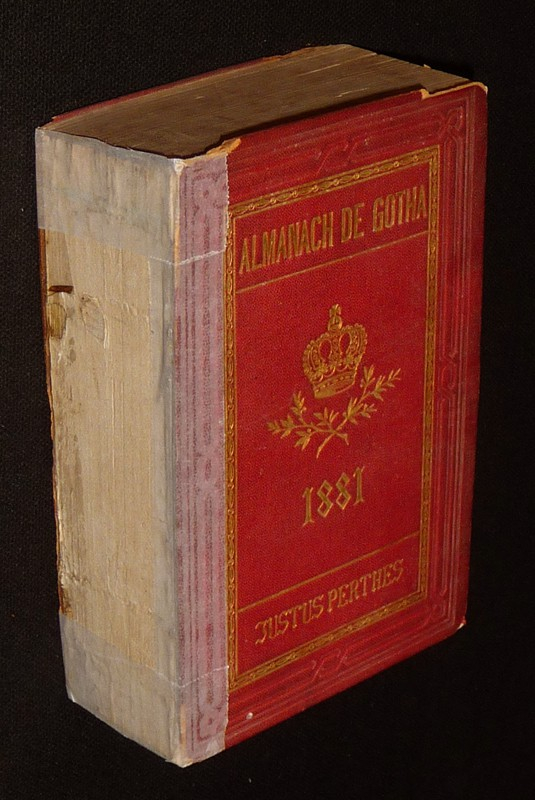 ALMANACH DE GOTHA
1881
JUSTUS PERTHES